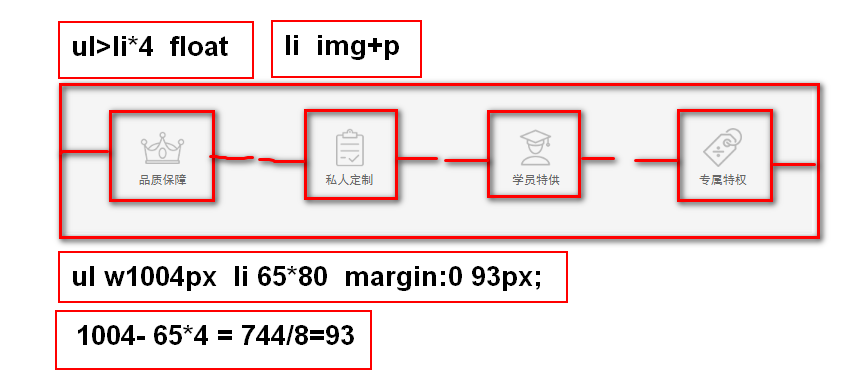 ul>li*4 float
li img+p
品质保障
私人定制
学员特供
专属特权
ul w1004px li 65*80 margin:0 93px;
1004- 65*4 = 744/8=93